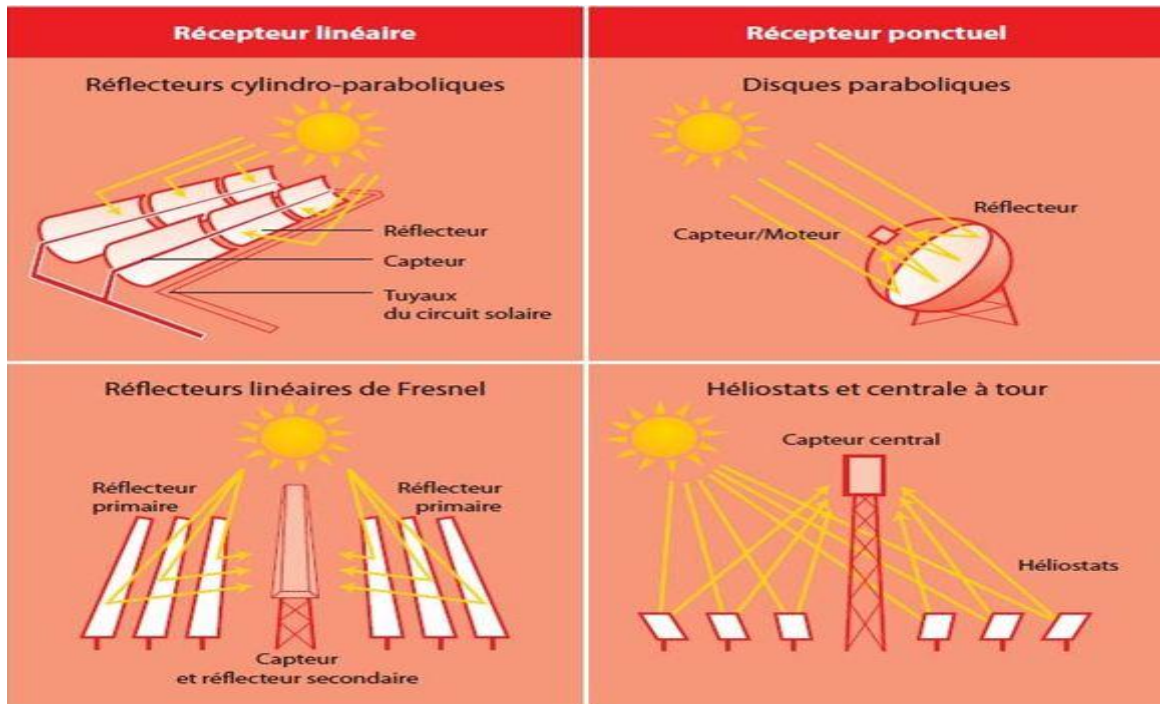 Récepteur linéaire
Récepteur ponctuel
Réflecteurs cylindro-paraboliques
Réflecteur
Capteur
Tuyaux
du circuit solaire
Disques paraboliques
Réflecteur
Capteur/Moteur
Réflecteurs linéaires de Fresnel
Réflecteur
primaire
Réflecteur
primaire
Capteur
et réflecteur secondaire
Héliostats et centrale à tour
Capteur central
Héliostats